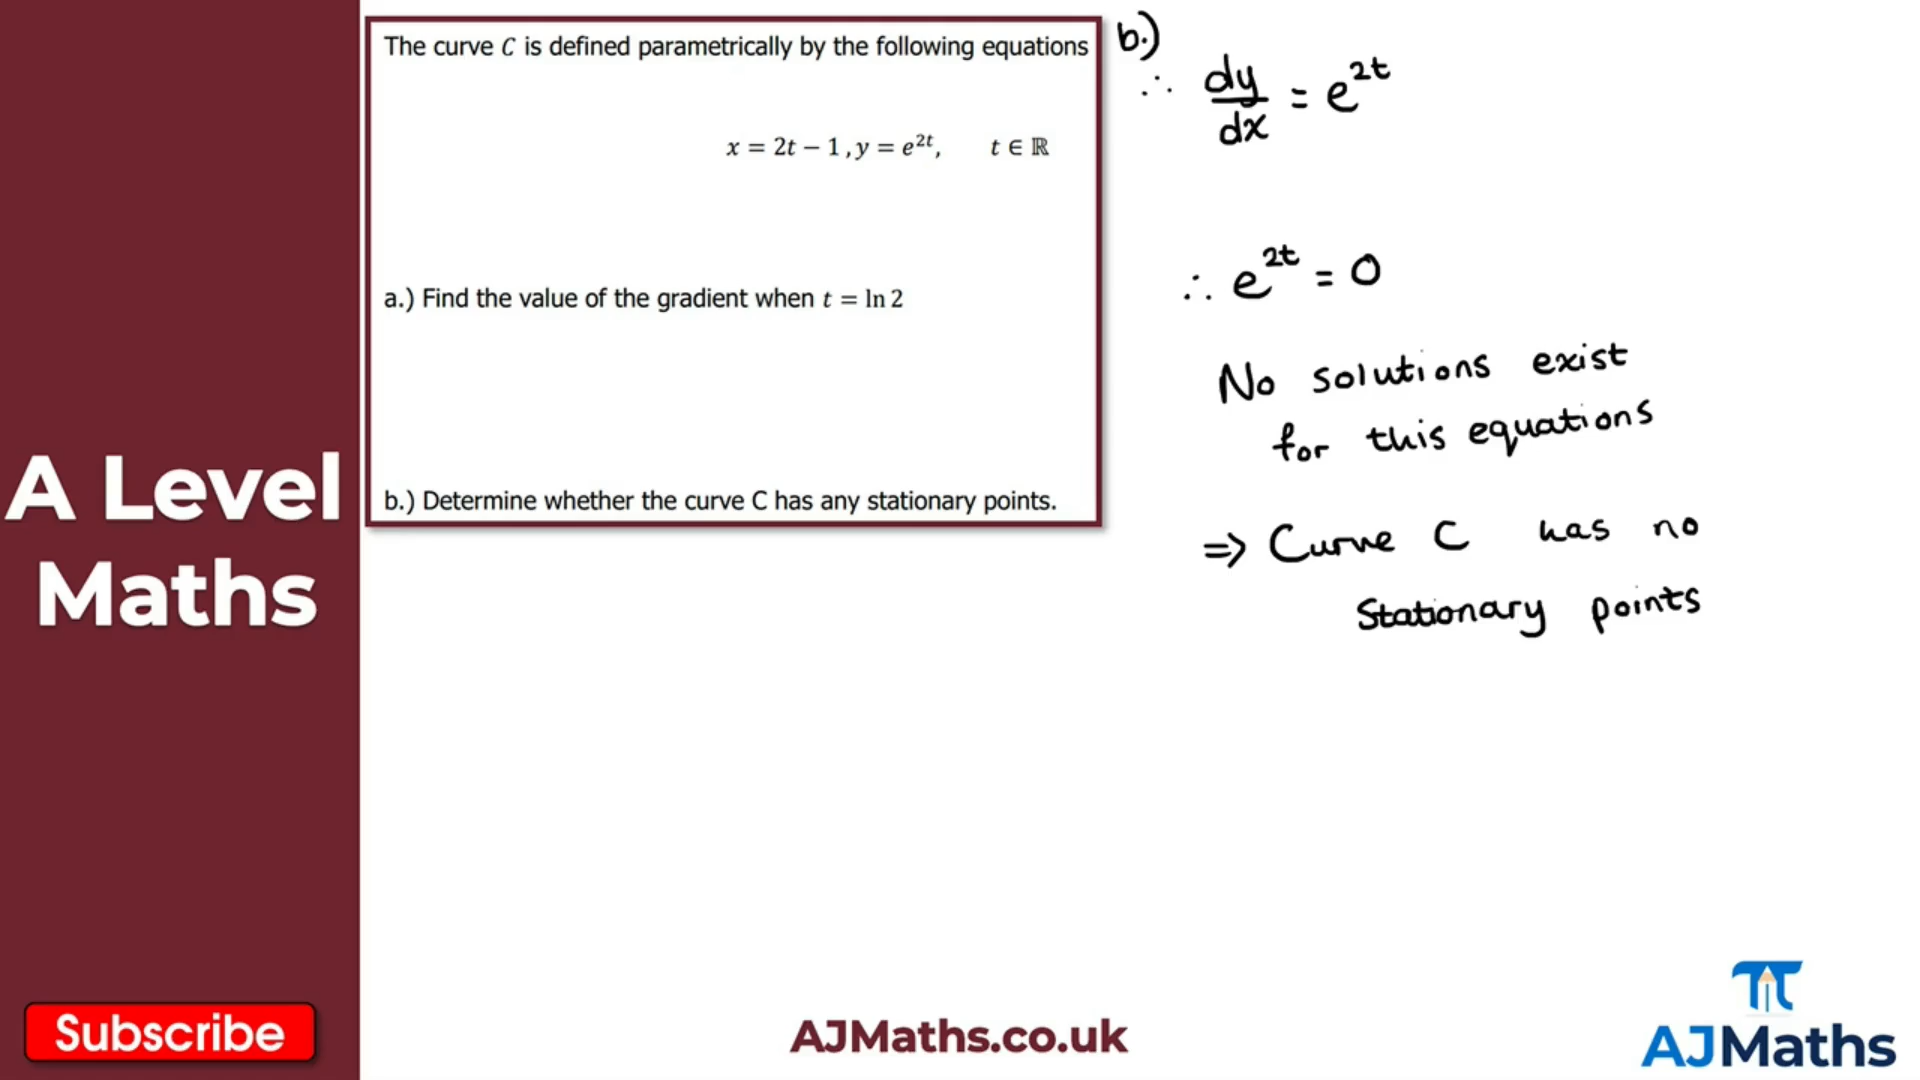 A Level
Maths
Subscribe
The curve C is defined parametrically by the following equations
x = 2t − 1, y = e^{2t}, t ∈ ℝ
a.) Find the value of the gradient when t = ln 2
b.) Determine whether the curve C has any stationary points.
b.)
∴ dy/dx = e^{2t}
∴ e^{2t} = 0
No solutions exist
for this equations
⇒ Curve C has no
Stationary points
AJMaths.co.uk
AJMaths